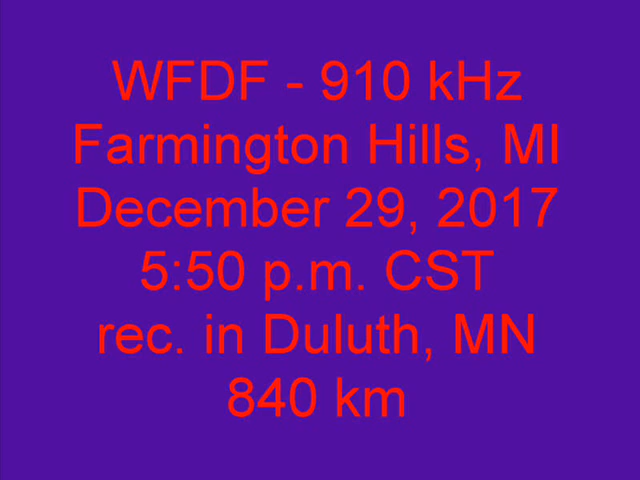 WFDF - 910 kHz
Farmington Hills, MI
December 29, 2017
5:50 p.m. CST
rec. in Duluth, MN
840 km